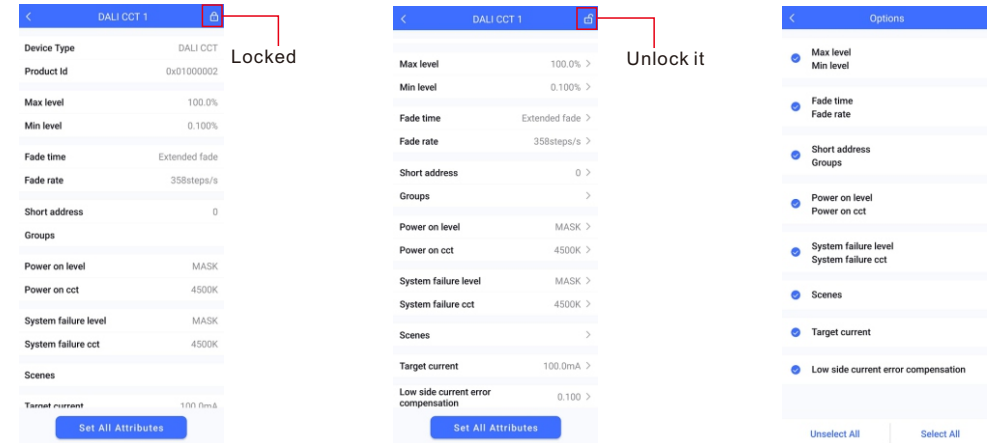 DALI CCT 1
Locked
Device Type DALI CCT
Product Id 0x01000002
Max level 100.0%
Min level 0.100%
Fade time Extended fade
Fade rate 358steps/s
Short address 0
Groups
Power on level MASK
Power on cct 4500K
System failure level MASK
System failure cct 4500K
Scenes
Target current 100.0mA
Set All Attributes
DALI CCT 1
Unlock it
Max level 100.0% >
Min level 0.100% >
Fade time Extended fade >
Fade rate 358steps/s >
Short address 0 >
Groups >
Power on level MASK >
Power on cct 4500K >
System failure level MASK >
System failure cct 4500K >
Scenes >
Target current 100.0mA >
Low side current error
compensation 0.100 >
Set All Attributes
Options
Max level
Min level
Fade time
Fade rate
Short address
Groups
Power on level
Power on cct
System failure level
System failure cct
Scenes
Target current
Low side current error compensation
Unselect All Select All